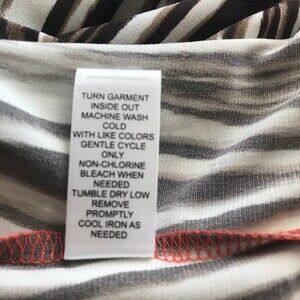 TURN GARMENT
INSIDE OUT
MACHINE WASH
COLD
WITH LIKE COLORS
GENTLE CYCLE
ONLY
NON-CHLORINE
BLEACH WHEN
NEEDED
TUMBLE DRY LOW
REMOVE
PROMPTLY
COOL IRON AS
NEEDED